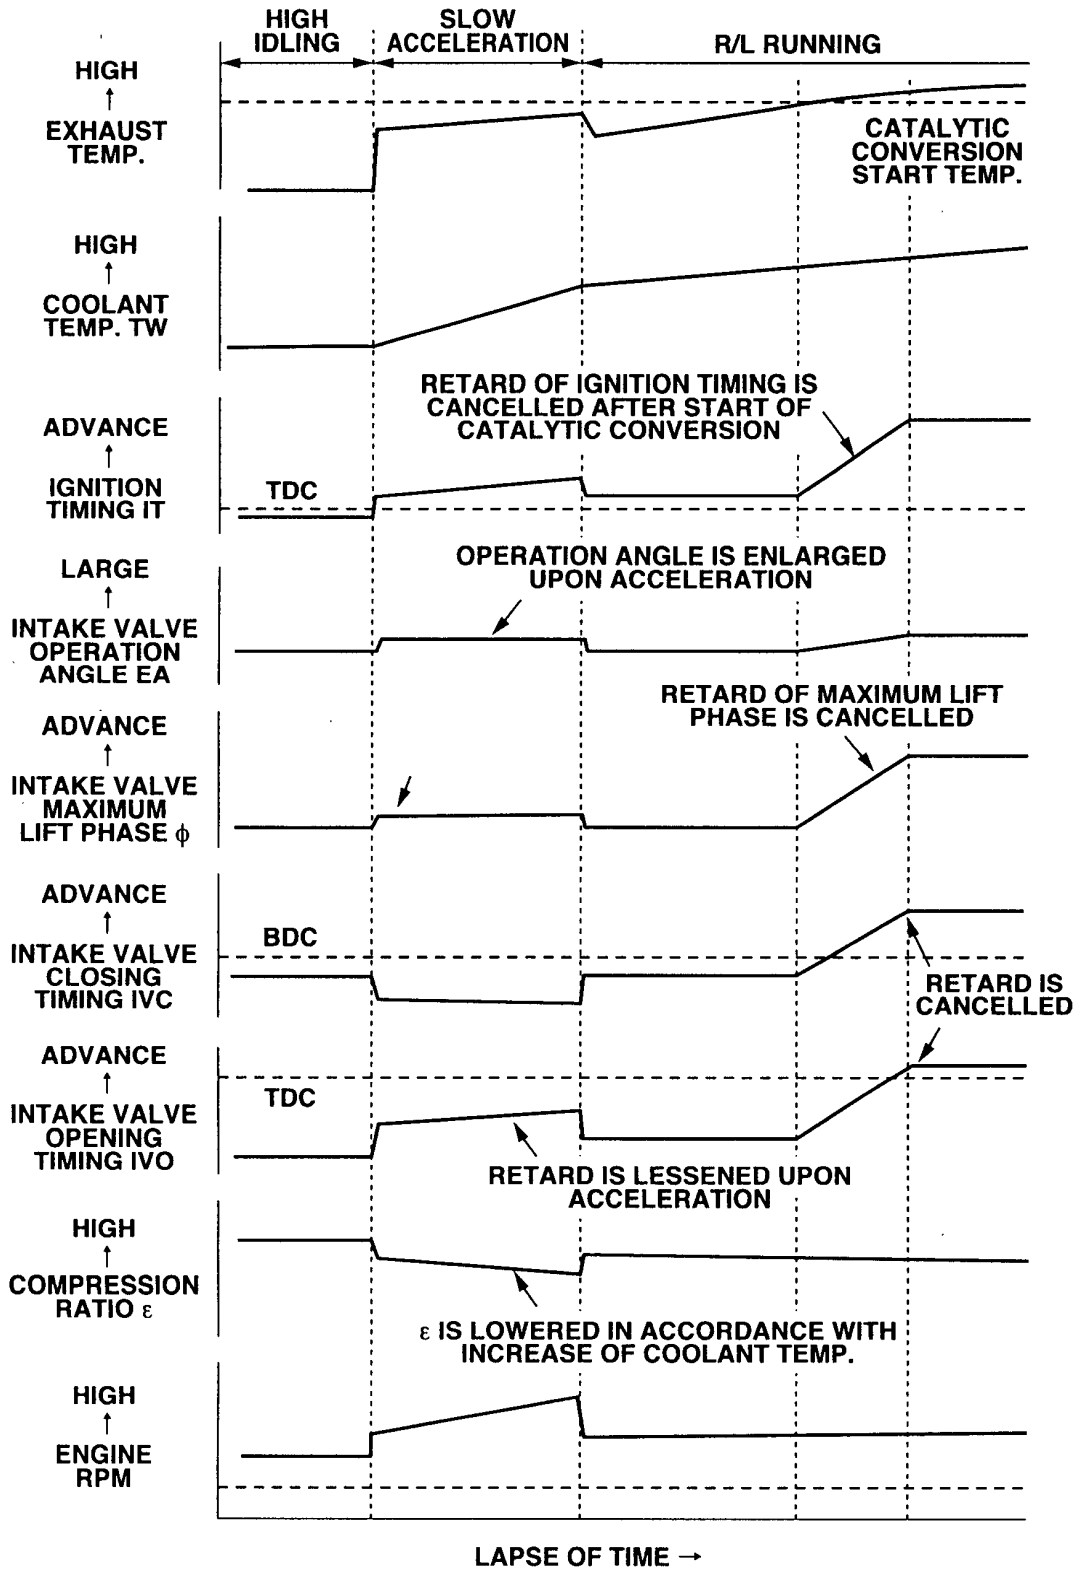 HIGH
IDLING
SLOW
ACCELERATION
R/L RUNNING
HIGH
↑
EXHAUST
TEMP.
CATALYTIC
CONVERSION
START TEMP.
HIGH
↑
COOLANT
TEMP. TW
RETARD OF IGNITION TIMING IS
CANCELLED AFTER START OF
CATALYTIC CONVERSION
ADVANCE
↑
IGNITION
TIMING IT
TDC
OPERATION ANGLE IS ENLARGED
UPON ACCELERATION
LARGE
↑
INTAKE VALVE
OPERATION
ANGLE EA
RETARD OF MAXIMUM LIFT
PHASE IS CANCELLED
ADVANCE
↑
INTAKE VALVE
MAXIMUM
LIFT PHASE ϕ
ADVANCE
↑
INTAKE VALVE
CLOSING
TIMING IVC
BDC
RETARD IS
CANCELLED
ADVANCE
↑
INTAKE VALVE
OPENING
TIMING IVO
TDC
RETARD IS LESSENED UPON
ACCELERATION
HIGH
↑
COMPRESSION
RATIO ε
ε IS LOWERED IN ACCORDANCE WITH
INCREASE OF COOLANT TEMP.
HIGH
↑
ENGINE
RPM
LAPSE OF TIME →